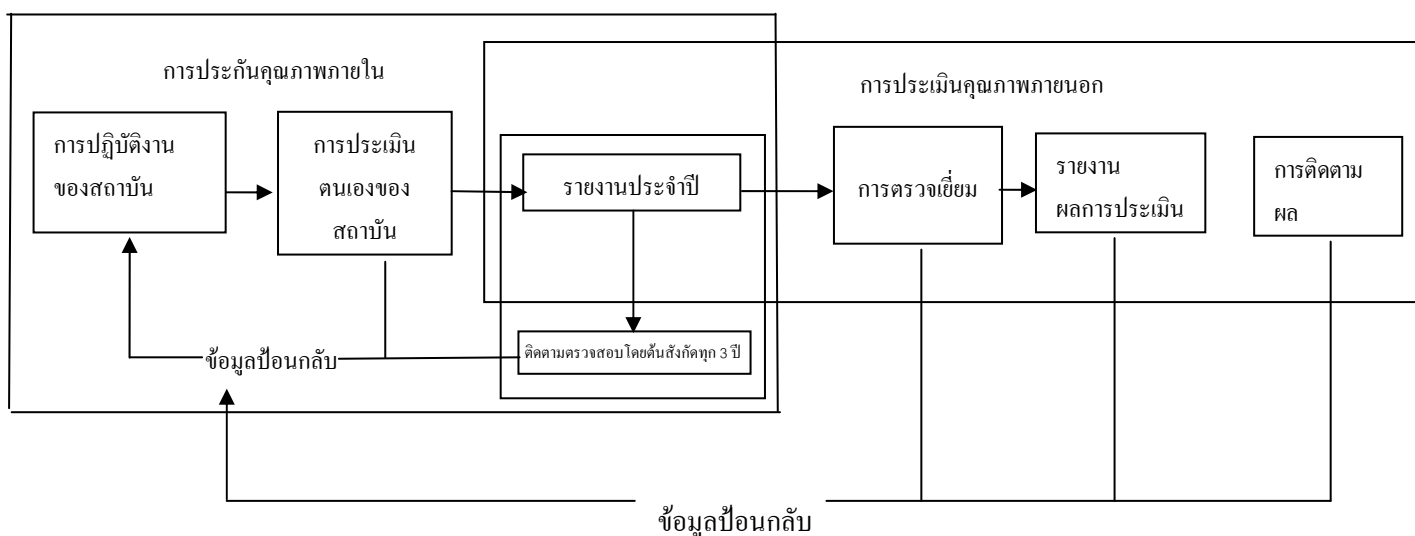 การประกันคุณภาพภายใน
การประเมินคุณภาพภายนอก
การปฏิบัติงาน
ของสถาบัน
การประเมิน
ตนเองของ
สถาบัน
รายงานประจำปี
การตรวจเยี่ยม
รายงาน
ผลการประเมิน
การติดตาม
ผล
ข้อมูลป้อนกลับ
ติดตามตรวจสอบโดยต้นสังกัดทุก 3 ปี
ข้อมูลป้อนกลับ